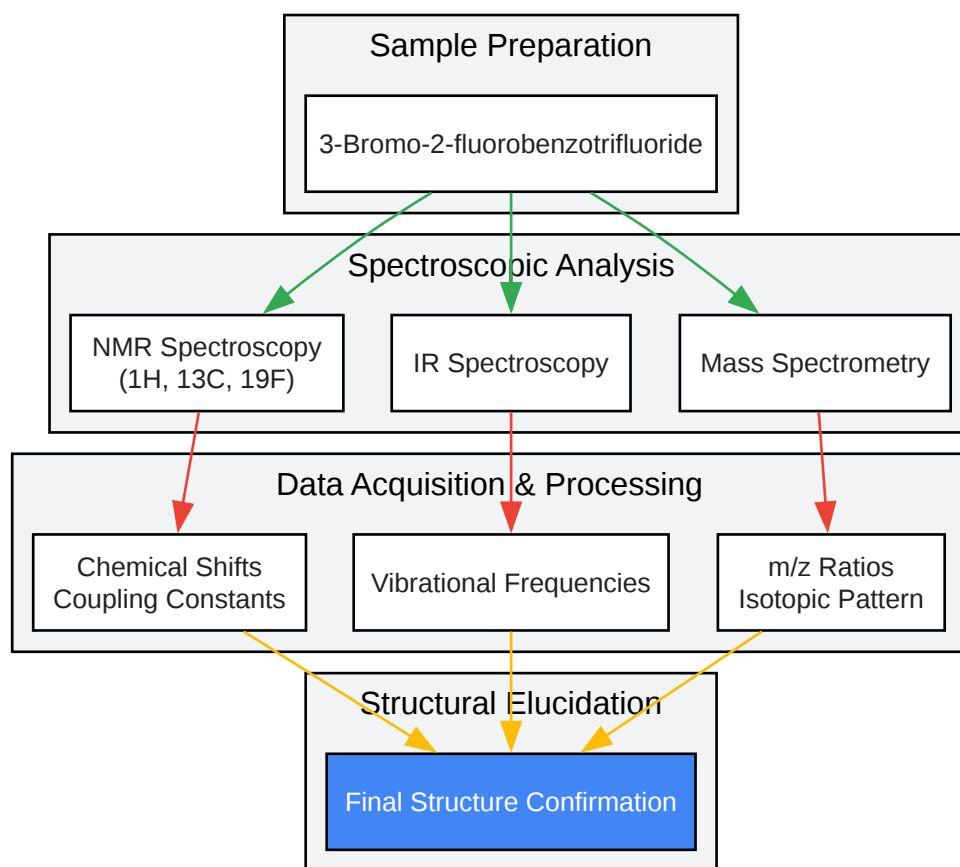 Sample Preparation
3-Bromo-2-fluorobenzotrifluoride
Spectroscopic Analysis
NMR Spectroscopy
(1H, 13C, 19F)
IR Spectroscopy
Mass Spectrometry
Data Acquisition & Processing
Chemical Shifts
Coupling Constants
Vibrational Frequencies
m/z Ratios
Isotopic Pattern
Structural Elucidation
Final Structure Confirmation